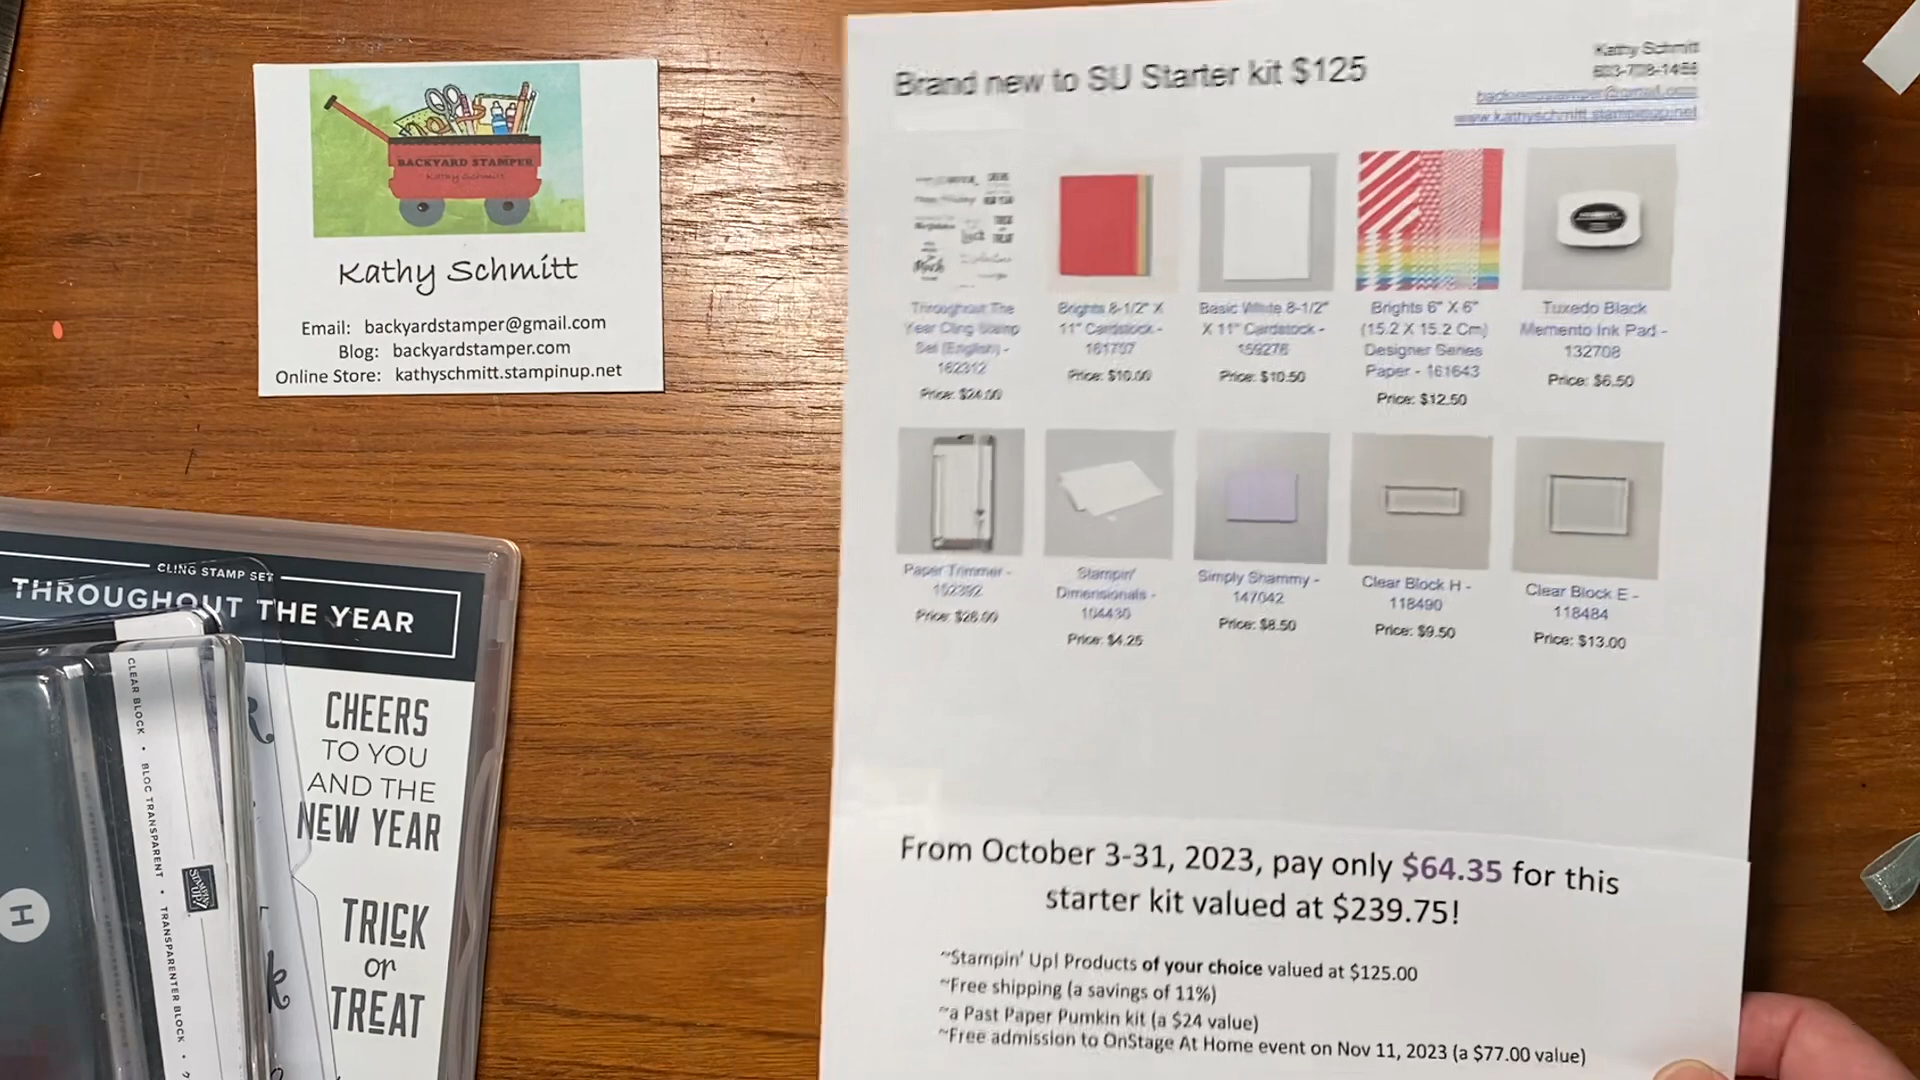 BACKYARD STAMPER
Kathy Schmitt
Kathy Schmitt
Email: backyardstamper@gmail.com
Blog: backyardstamper.com
Online Store: kathyschmitt.stampinup.net
CLING STAMP SET
THROUGHOUT THE YEAR
CHEERS
TO YOU
AND THE
NEW YEAR
TRICK
or
TREAT
CLEAR BLOCK • BLOC TRANSPARENT • TRANSPARENTER BLOCK •
STAMPIN' UP!
H
Brand new to SU Starter kit $125
Kathy Schmitt
backyardstamper@gmail.com
www.kathyschmitt.stampinup.net
Throughout The
Year Cling Stamp
Set (English) -
162312
Price: $24.00
Brights 8-1/2" X
11" Cardstock -
161707
Price: $10.00
Basic White 8-1/2"
X 11" Cardstock -
159276
Price: $10.50
Brights 6" X 6"
(15.2 X 15.2 Cm)
Designer Series
Paper - 161643
Price: $12.50
Tuxedo Black
Memento Ink Pad -
132708
Price: $6.50
Paper Trimmer -
152392
Price: $26.00
Stampin'
Dimensionals -
104430
Price: $4.25
Simply Shammy -
147042
Price: $8.50
Clear Block H -
118490
Price: $9.50
Clear Block E -
118484
Price: $13.00
From October 3-31, 2023, pay only $64.35 for this
starter kit valued at $239.75!
~Stampin' Up! Products of your choice valued at $125.00
~Free shipping (a savings of 11%)
~a Past Paper Pumkin kit (a $24 value)
~Free admission to OnStage At Home event on Nov 11, 2023 (a $77.00 value)